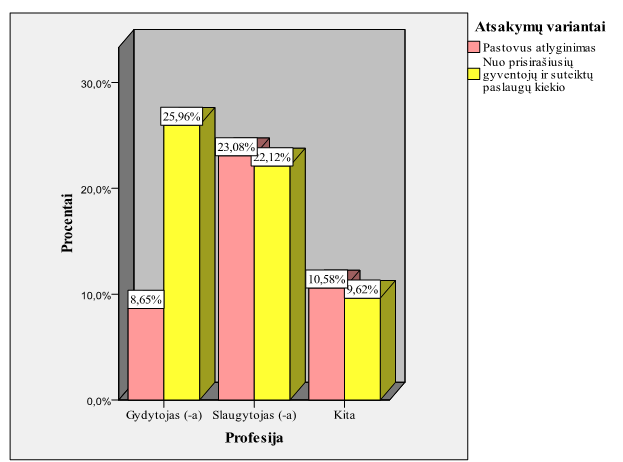 Atsakymų variantai
Pastovus atlyginimas
Nuo prisirašiusių
gyventojų ir suteiktų
paslaugų kiekio
Procentai
30,0%
20,0%
10,0%
0,0%
8,65%
25,96%
23,08%
22,12%
10,58%
9,62%
Gydytojas (-a) Slaugytojas (-a) Kita
Profesija